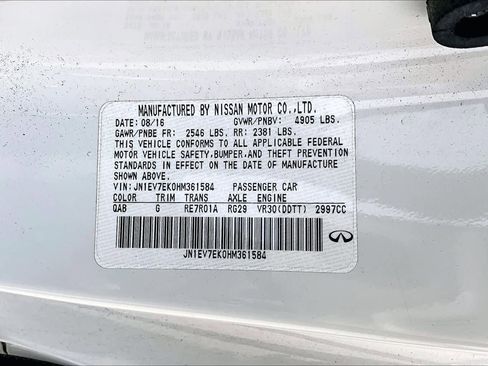 MANUFACTURED BY NISSAN MOTOR CO.,LTD.
DATE: 08/16 GVWR/PNBV: 4905 LBS.
GAWR/PNBE FR: 2546 LBS. RR: 2381 LBS.
THIS VEHICLE CONFORMS TO ALL APPLICABLE FEDERAL
MOTOR VEHICLE SAFETY,BUMPER,AND THEFT PREVENTION
STANDARDS IN EFFECT ON THE DATE OF MANUFACTURE
SHOWN ABOVE.
VIN: JN1EV7EK0HM361584 PASSENGER CAR
COLOR TRIM TRANS AXLE ENGINE
QAB G RE7R01A RG29 VR30(DDTT) 2997CC
JN1EV7EK0HM361584